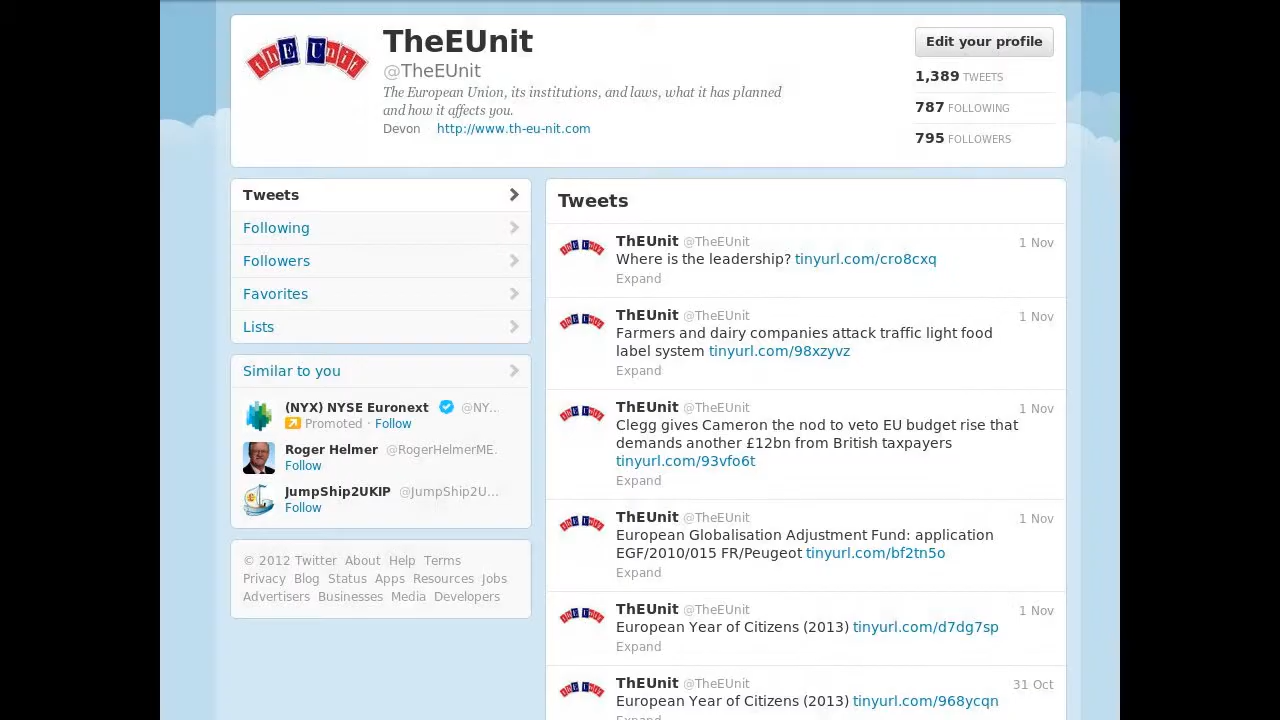 thEUnit
TheEUnit
@TheEUnit
The European Union, its institutions, and laws, what it has planned
and how it affects you.
Devon http://www.th-eu-nit.com
Edit your profile
1,389 TWEETS
787 FOLLOWING
795 FOLLOWERS
Tweets
Following
Followers
Favorites
Lists
Similar to you
(NYX) NYSE Euronext @NY...
Promoted · Follow
Roger Helmer @RogerHelmerME.
Follow
JumpShip2UKIP @JumpShip2U...
Follow
© 2012 Twitter About Help Terms
Privacy Blog Status Apps Resources Jobs
Advertisers Businesses Media Developers
Tweets
ThEUnit @TheEUnit 1 Nov
Where is the leadership? tinyurl.com/cro8cxq
Expand
ThEUnit @TheEUnit 1 Nov
Farmers and dairy companies attack traffic light food
label system tinyurl.com/98xzyvz
Expand
ThEUnit @TheEUnit 1 Nov
Clegg gives Cameron the nod to veto EU budget rise that
demands another £12bn from British taxpayers
tinyurl.com/93vfo6t
Expand
ThEUnit @TheEUnit 1 Nov
European Globalisation Adjustment Fund: application
EGF/2010/015 FR/Peugeot tinyurl.com/bf2tn5o
Expand
ThEUnit @TheEUnit 1 Nov
European Year of Citizens (2013) tinyurl.com/d7dg7sp
Expand
ThEUnit @TheEUnit 31 Oct
European Year of Citizens (2013) tinyurl.com/968ycqn
Expand